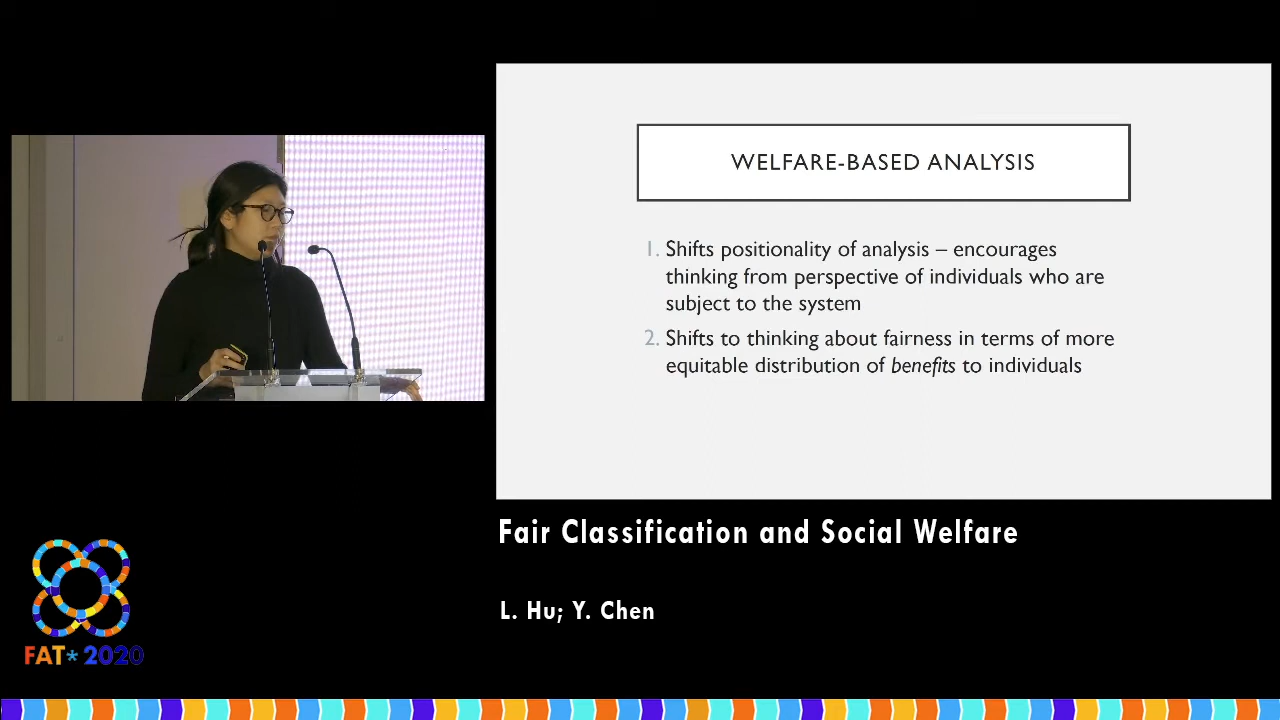 WELFARE-BASED ANALYSIS
1. Shifts positionality of analysis – encourages
thinking from perspective of individuals who are
subject to the system
2. Shifts to thinking about fairness in terms of more
equitable distribution of benefits to individuals
Fair Classification and Social Welfare
L. Hu; Y. Chen
FAT* 2020